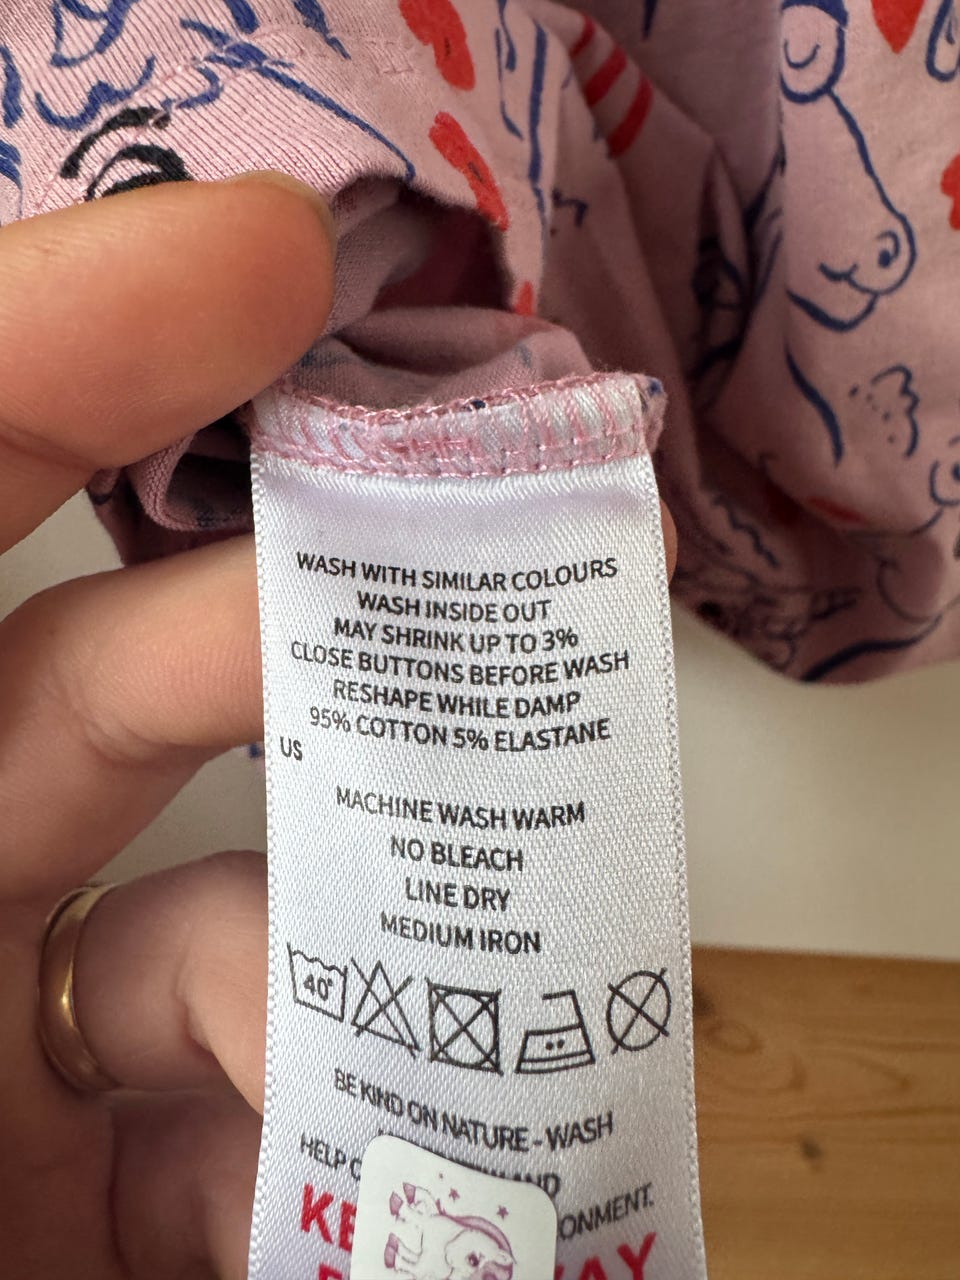 WASH WITH SIMILAR COLOURS
WASH INSIDE OUT
MAY SHRINK UP TO 3%
CLOSE BUTTONS BEFORE WASH
RESHAPE WHILE DAMP
95% COTTON 5% ELASTANE
US
MACHINE WASH WARM
NO BLEACH
LINE DRY
MEDIUM IRON
40°
BE KIND ON NATURE - WASH
HELP